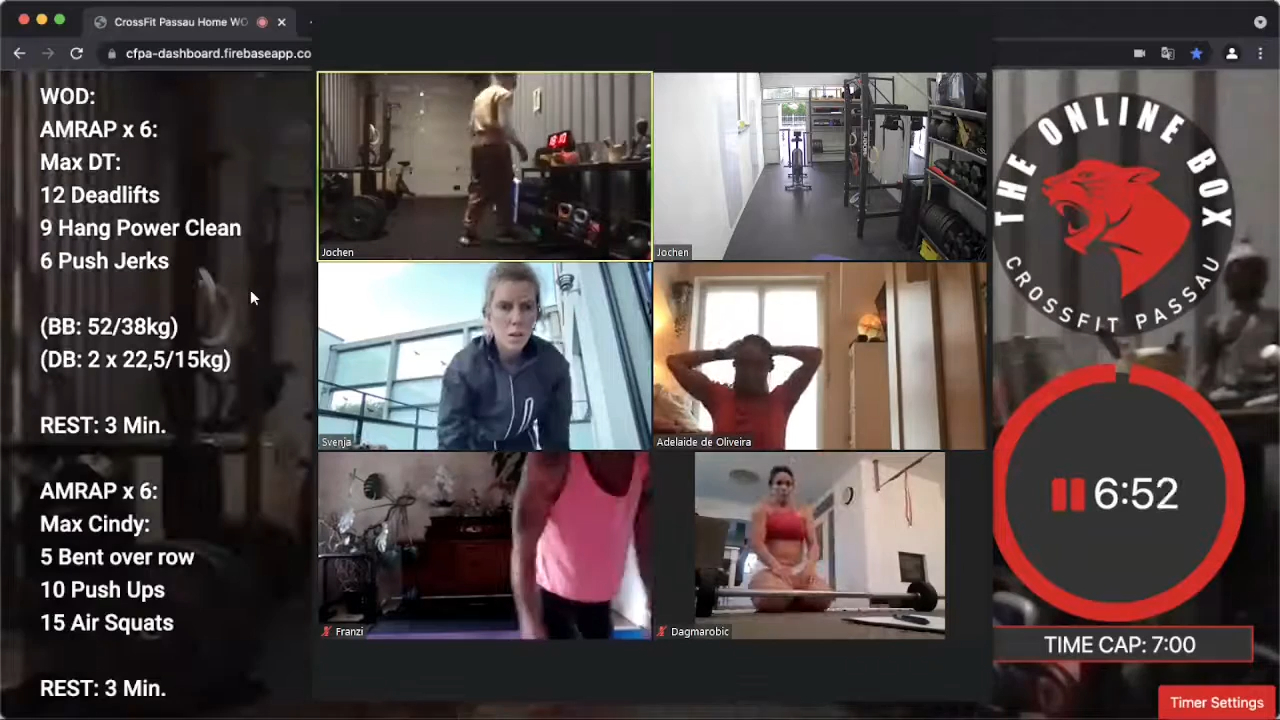 CrossFit Passau Home WO
cfpa-dashboard.firebaseapp.co
WOD:
AMRAP x 6:
Max DT:
12 Deadlifts
9 Hang Power Clean
6 Push Jerks
(BB: 52/38kg)
(DB: 2 x 22,5/15kg)
REST: 3 Min.
AMRAP x 6:
Max Cindy:
5 Bent over row
10 Push Ups
15 Air Squats
REST: 3 Min.
Jochen
Jochen
Svenja
Adelaide de Oliveira
Franzi
Dagmarobic
THE ONLINE BOX
CROSSFIT PASSAU
6:52
TIME CAP: 7:00
Timer Settings